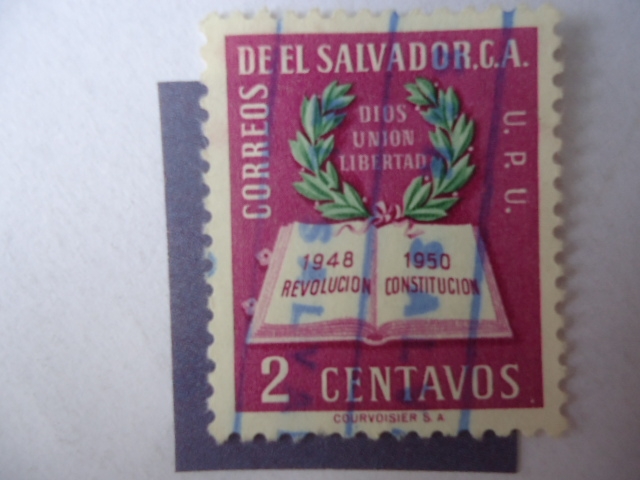 CORREOS
DE EL SALVADOR, C.A.
U.P.U.
DIOS
UNION
LIBERTAD
1948
REVOLUCION
1950
CONSTITUCION
2 CENTAVOS
COURVOISIER S. A.